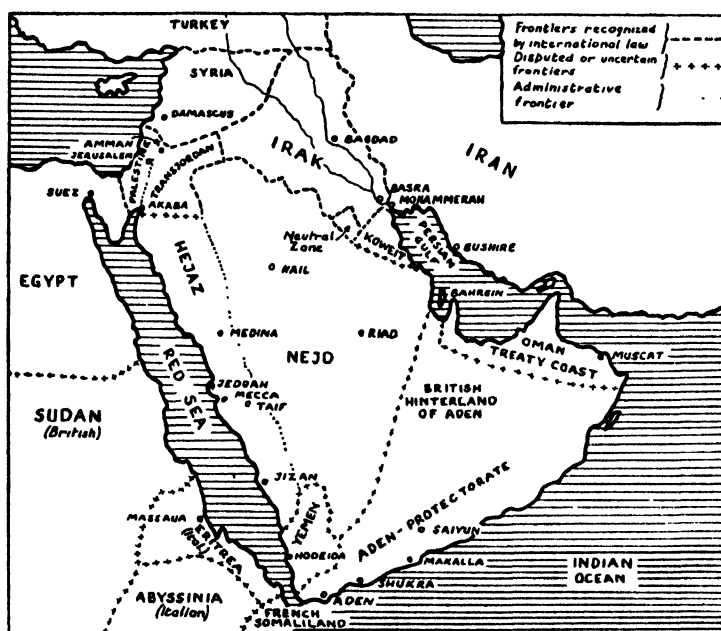 Frontiers recognized
by international law
Disputed or uncertain
frontiers
Administrative
frontier
TURKEY
SYRIA
DAMASCUS
BAGDAD
IRAK
IRAN
AMMAN
JERUSALEM
PALESTINE
TRANSJORDAN
SUEZ
AKABA
BASRA
MOHAMMERAH
Neutral
Zone
KOWEIT
PERSIAN
GULF
BUSHIRE
HEJAZ
HAIL
EGYPT
BAHREIN
MEDINA
RIAD
NEJD
OMAN
TREATY COAST
MUSCAT
RED SEA
JEDDAH
MECCA
TAIF
BRITISH
HINTERLAND
OF ADEN
SUDAN
(British)
JIZAN
YEMEN
ADEN-PROTECTORATE
MASSAUA
ERITREA
(Ital.)
SAIYUN
HODEIDA
MAKALLA
SHUKRA
INDIAN
OCEAN
ABYSSINIA
(Italian)
ADEN
FRENCH
SOMALILAND